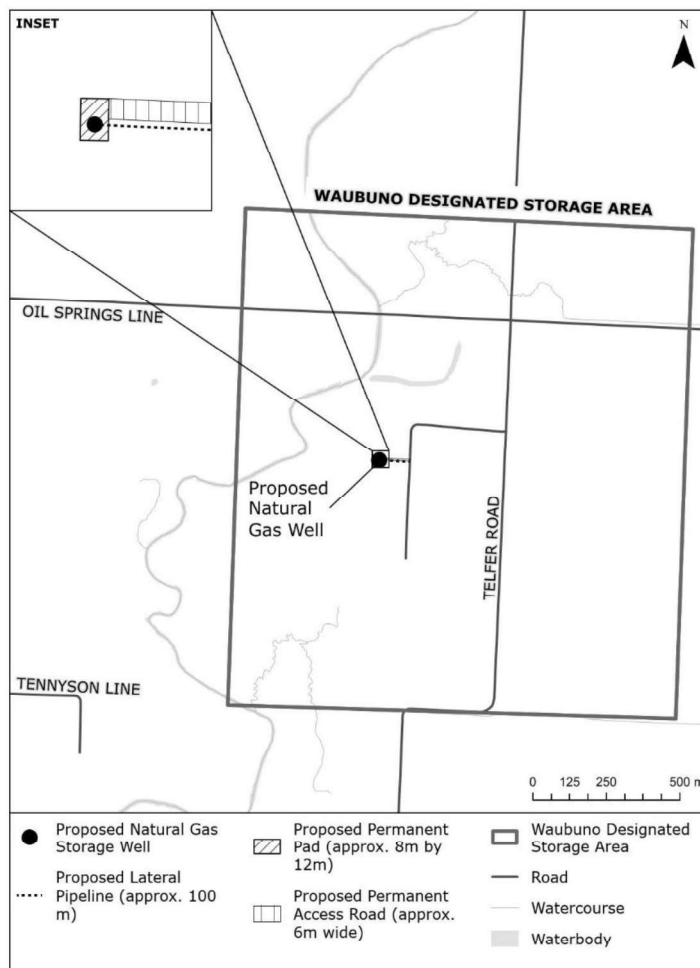 INSET
N
WAUBUNO DESIGNATED STORAGE AREA
OIL SPRINGS LINE
Proposed
Natural
Gas Well
TELFER ROAD
TENNYSON LINE
0 125 250 500 m
Proposed Natural Gas
Storage Well
Proposed Lateral
Pipeline (approx. 100
m)
Proposed Permanent
Pad (approx. 8m by
12m)
Proposed Permanent
Access Road (approx.
6m wide)
Waubuno Designated
Storage Area
Road
Watercourse
Waterbody